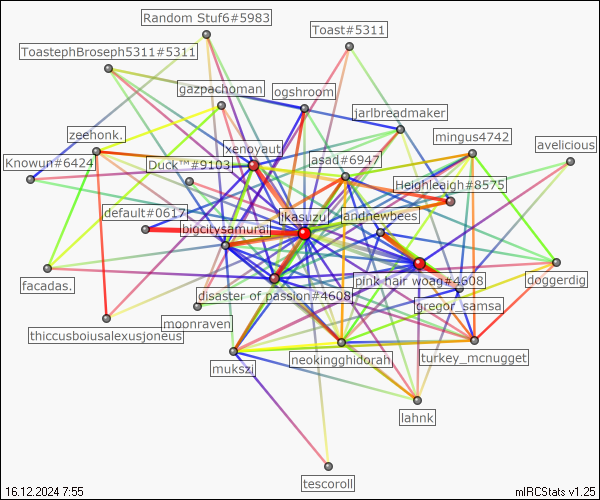 Random Stuf6#5983
Toast#5311
ToastephBroseph5311#5311
gazpachoman
ogshroom
jarlbreadmaker
zeehonk.
mingus4742
avelicious
xenoyaut
Knowun#6424
Duck™#9103
asad#6947
Heighleaigh#8575
default#0617
likasuzu
andnewbees
bigcitysamurai
facadas.
disaster of passion#4608
pink hair woag#4508
doggerdig
gregor_samsa
thiccusboiusalexusjoneus
moonraven
mukszi
neokingghidorah
turkey_mcnugget
lahnk
tescoroll
16.12.2024 7:55
mIRCStats v1.25